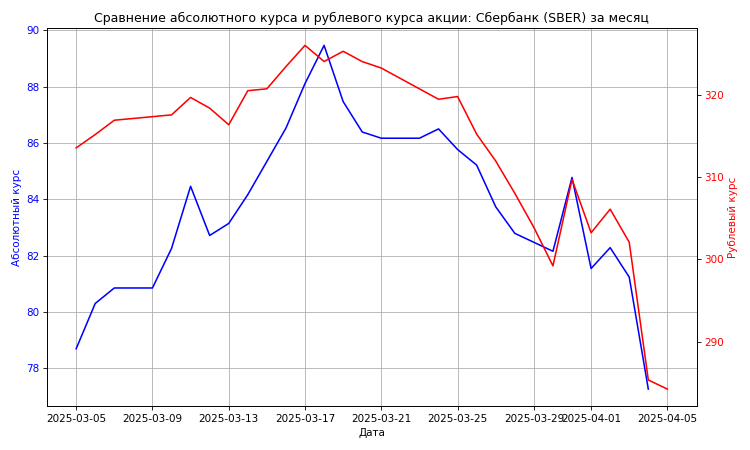 Сравнение абсолютного курса и рублевого курса акции: Сбербанк (SBER) за месяц
90
88
86
84
82
80
78
Абсолютный курс
320
310
300
290
Рублевый курс
2025-03-05 2025-03-09 2025-03-13 2025-03-17 2025-03-21 2025-03-25 2025-03-29 2025-04-01 2025-04-05
Дата